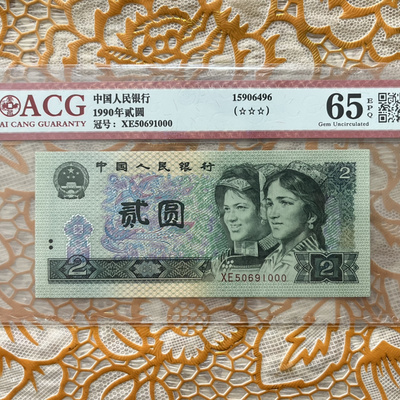 ACG
AI CANG GUARANTY
中国人民银行
1990年贰圆
冠号: XE50691000
15906496
(☆☆☆)
65 EPQ
Gem Uncirculated
中国人民银行
贰圆
2
2
2
XE50691000